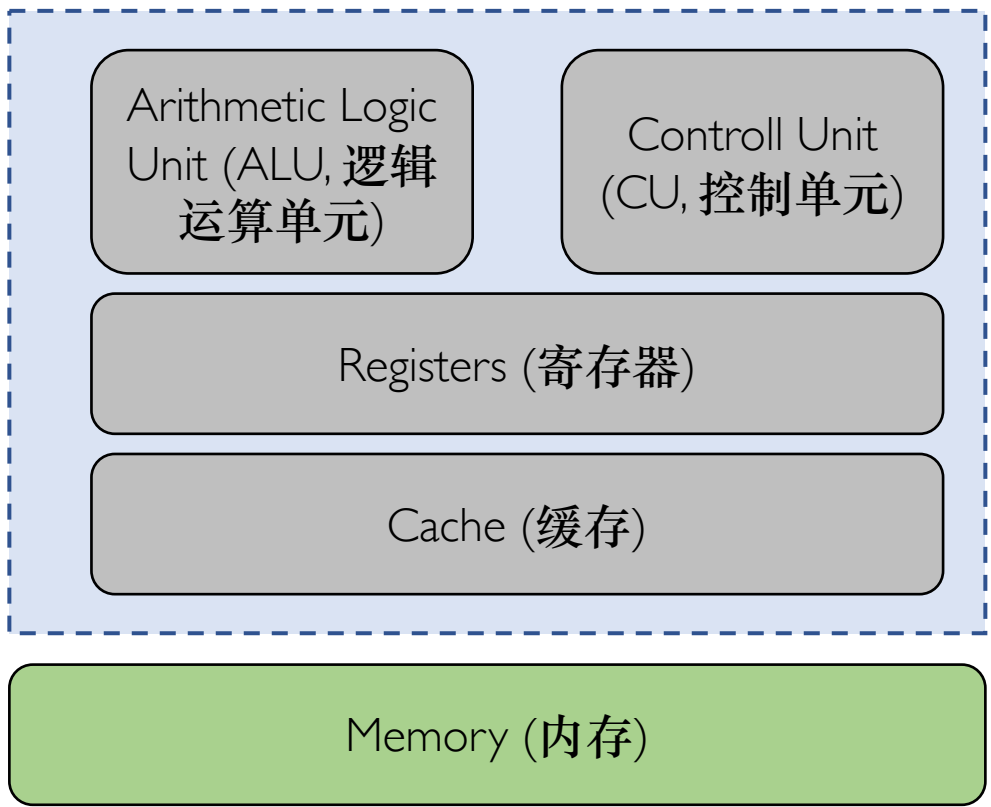 Arithmetic Logic
Unit (ALU, 逻辑
运算单元)
Controll Unit
(CU, 控制单元)
Registers (寄存器)
Cache (缓存)
Memory (内存)